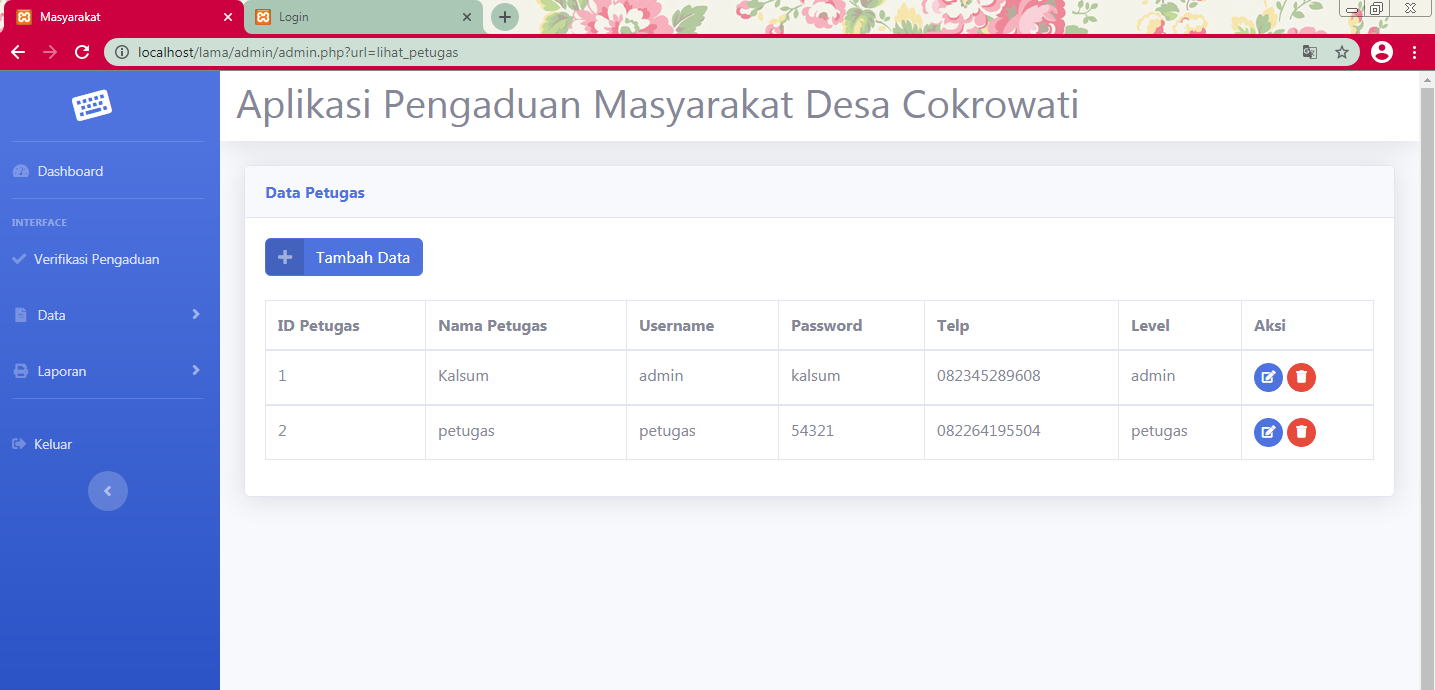 Masyarakat
Login
localhost/lama/admin/admin.php?url=lihat_petugas
Aplikasi Pengaduan Masyarakat Desa Cokrowati
Dashboard
INTERFACE
Verifikasi Pengaduan
Data
Laporan
Keluar
Data Petugas
Tambah Data
ID Petugas Nama Petugas Username Password Telp Level Aksi
1 Kalsum admin kalsum 082345289608 admin
2 petugas petugas 54321 082264195504 petugas